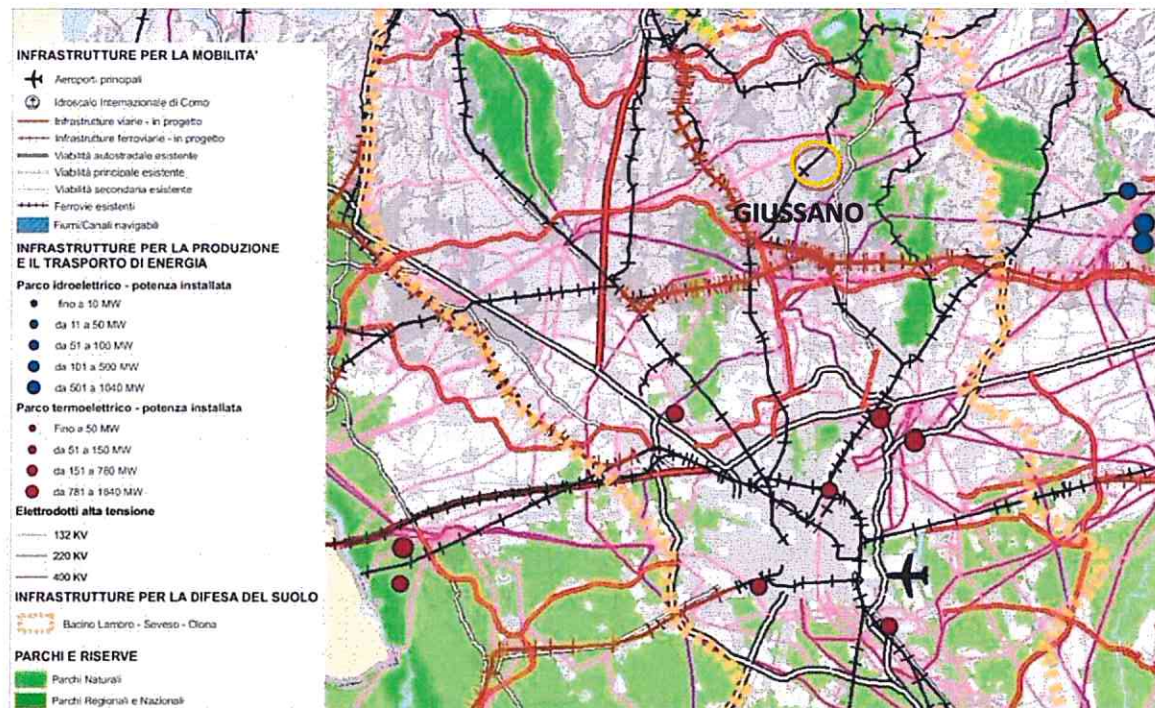 INFRASTRUTTURE PER LA MOBILITA'
Aeroporti principali
Idroscalo Internazionale di Como
Infrastrutture viarie - in progetto
Infrastrutture ferroviarie - in progetto
Viabilità autostradale esistente
Viabilità principale esistente
Viabilità secondaria esistente
Ferrovie esistenti
Fiumi/Canali navigabili
INFRASTRUTTURE PER LA PRODUZIONE
E IL TRASPORTO DI ENERGIA
Parco idroelettrico - potenza installata
fino a 10 MW
da 11 a 50 MW
da 51 a 100 MW
da 101 a 500 MW
da 501 a 1040 MW
Parco termoelettrico - potenza installata
Fino a 50 MW
da 51 a 150 MW
da 151 a 780 MW
da 781 a 1640 MW
Elettrodotti alta tensione
132 KV
220 KV
400 KV
INFRASTRUTTURE PER LA DIFESA DEL SUOLO
Bacino Lambro - Seveso - Olona
PARCHI E RISERVE
Parchi Naturali
Parchi Regionali e Nazionali
GIUSSANO